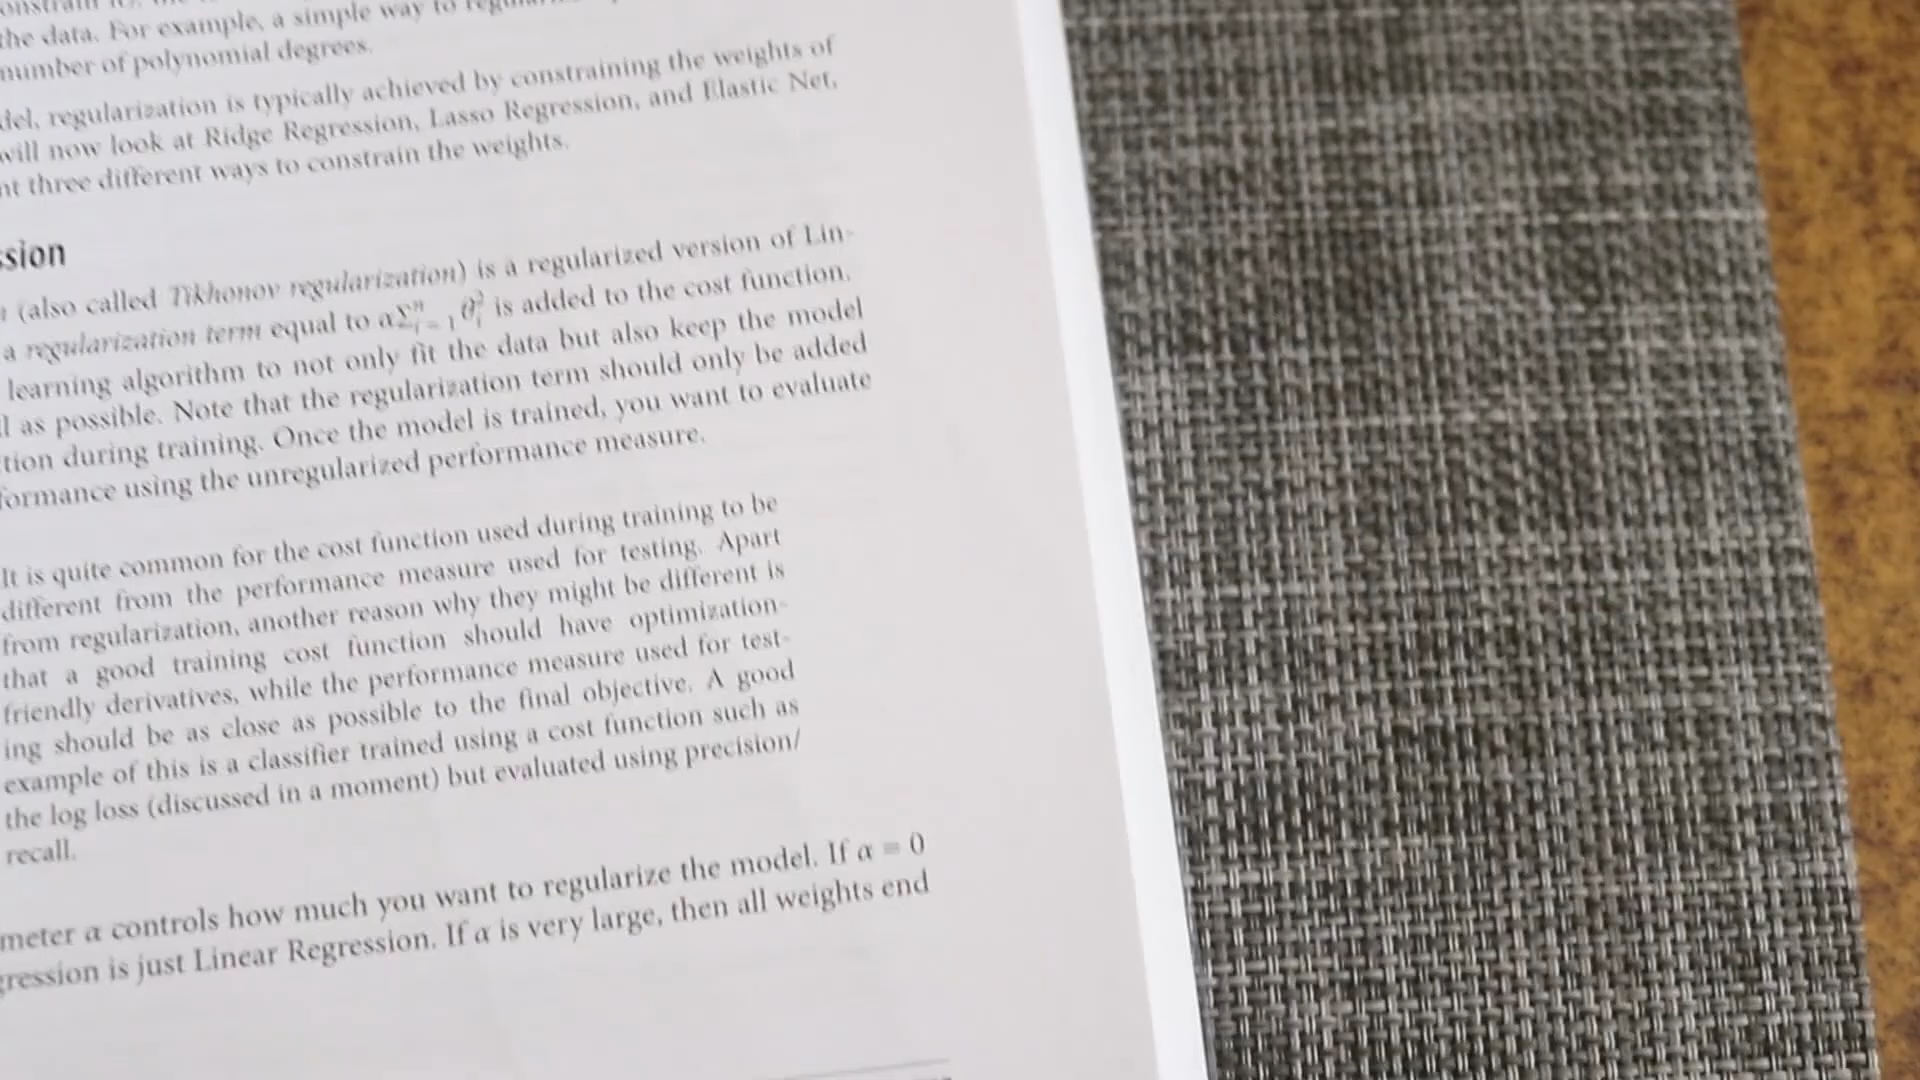 the data. For example, a simple way to
number of polynomial degrees.
del, regularization is typically achieved by constraining the weights of
will now look at Ridge Regression, Lasso Regression, and Elastic Net,
nt three different ways to constrain the weights.
ssion
(also called Tikhonov regularization) is a regularized version of Lin-
a regularization term equal to αΣⁿᵢ₌₁ θᵢ² is added to the cost function.
learning algorithm to not only fit the data but also keep the model
ll as possible. Note that the regularization term should only be added
tion during training. Once the model is trained, you want to evaluate
formance using the unregularized performance measure.
It is quite common for the cost function used during training to be
different from the performance measure used for testing. Apart
from regularization, another reason why they might be different is
that a good training cost function should have optimization-
friendly derivatives, while the performance measure used for test-
ing should be as close as possible to the final objective. A good
example of this is a classifier trained using a cost function such as
the log loss (discussed in a moment) but evaluated using precision/
recall.
meter α controls how much you want to regularize the model. If α = 0
gression is just Linear Regression. If α is very large, then all weights end